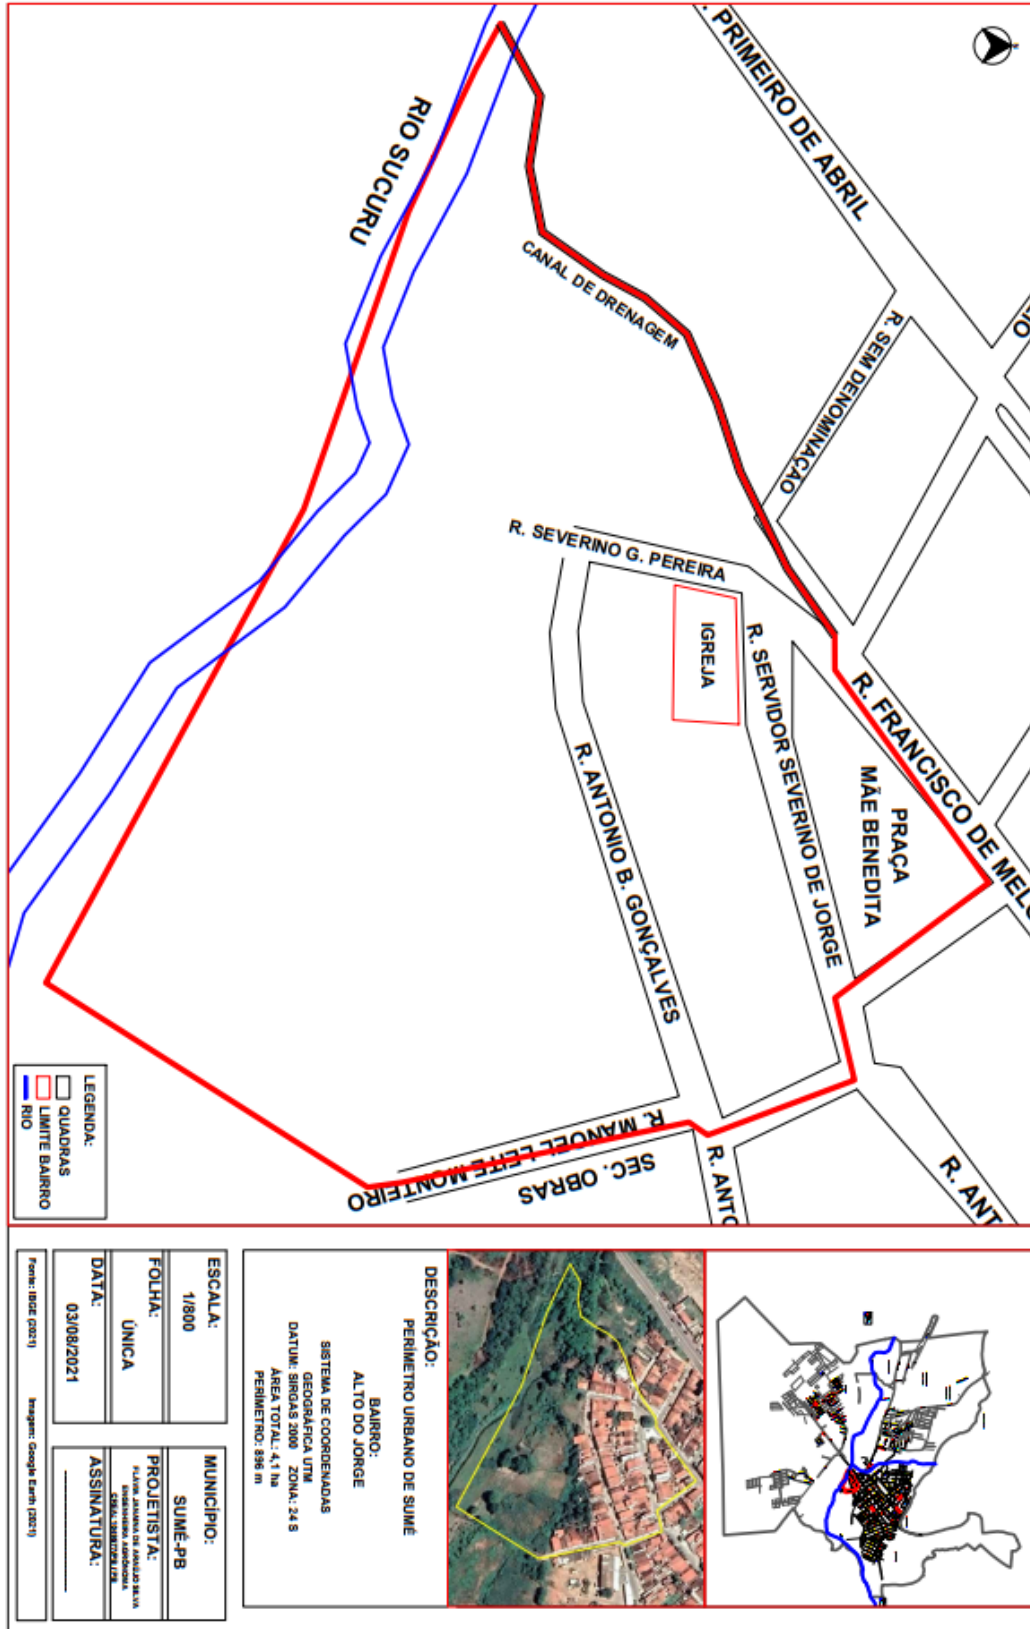 . PRIMEIRO DE ABRIL
RIO SUCURU
CANAL DE DRENAGEM
R. SEM DENOMINAÇÃO
R. SEVERINO G. PEREIRA
IGREJA
R. SERVIDOR SEVERINO DE JORGE
R. FRANCISCO DE MELO
PRAÇA
MÃE BENEDITA
R. ANTONIO B. GONÇALVES
R. MANOEL LEITE MONTEIRO
SEC. OBRAS
R. ANTO
R. ANT
LEGENDA:
QUADRAS
LIMITE BAIRRO
RIO
DESCRIÇÃO:
PERÍMETRO URBANO DE SUMÉ
BAIRRO:
ALTO DO JORGE
SISTEMA DE COORDENADAS
GEOGRÁFICA UTM
DATUM: SIRGAS 2000 ZONA: 24 S
ÁREA TOTAL: 4,1 ha
PERÍMETRO: 896 m
ESCALA:
1/800
FOLHA:
ÚNICA
DATA:
03/08/2021
MUNICÍPIO:
SUMÉ-PB
PROJETISTA:
ENGENHEIRA AGRÔNOMA
ASSINATURA:
Fonte: IBGE (2021)
Imagem: Google Earth (2021)